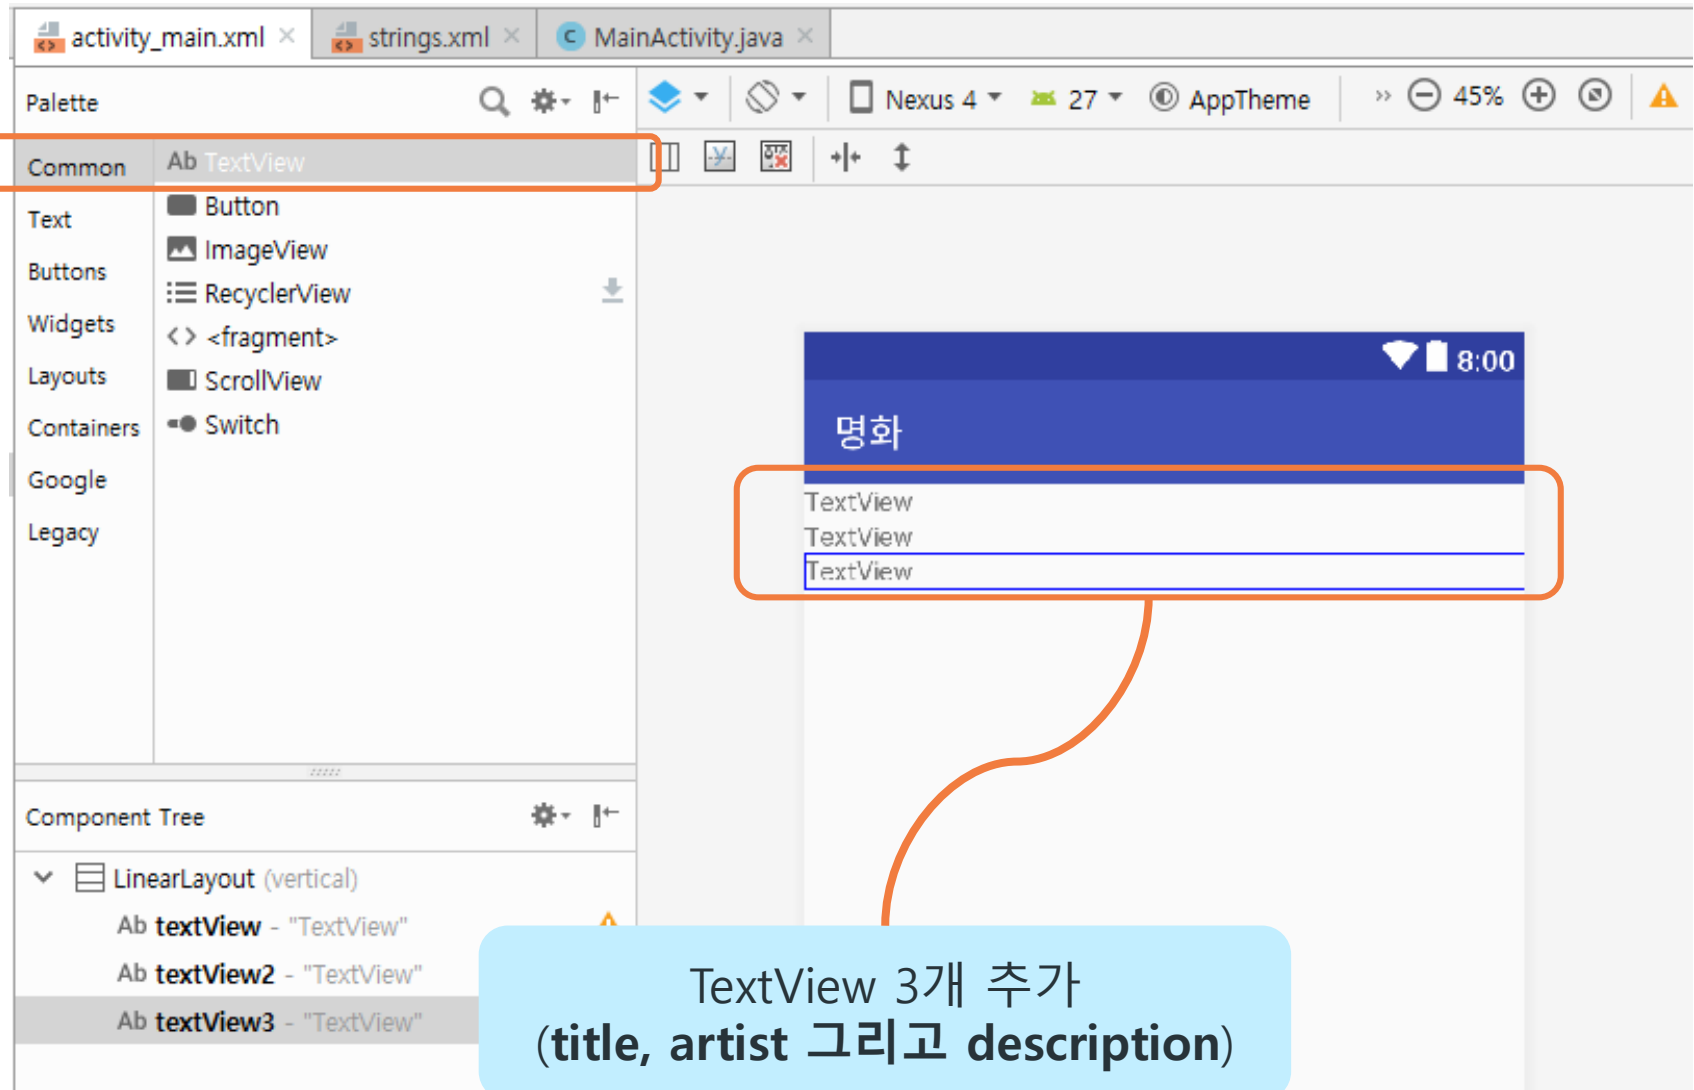 activity_main.xml
strings.xml
MainActivity.java
Palette
Nexus 4
27
AppTheme
45%
Common
Ab TextView
Text
Button
Buttons
ImageView
RecyclerView
Widgets
<fragment>
Layouts
ScrollView
Containers
Switch
Google
Legacy
8:00
명화
TextView
TextView
TextView
Component Tree
LinearLayout (vertical)
Ab textView - "TextView"
Ab textView2 - "TextView"
Ab textView3 - "TextView"
TextView 3개 추가
(title, artist 그리고 description)